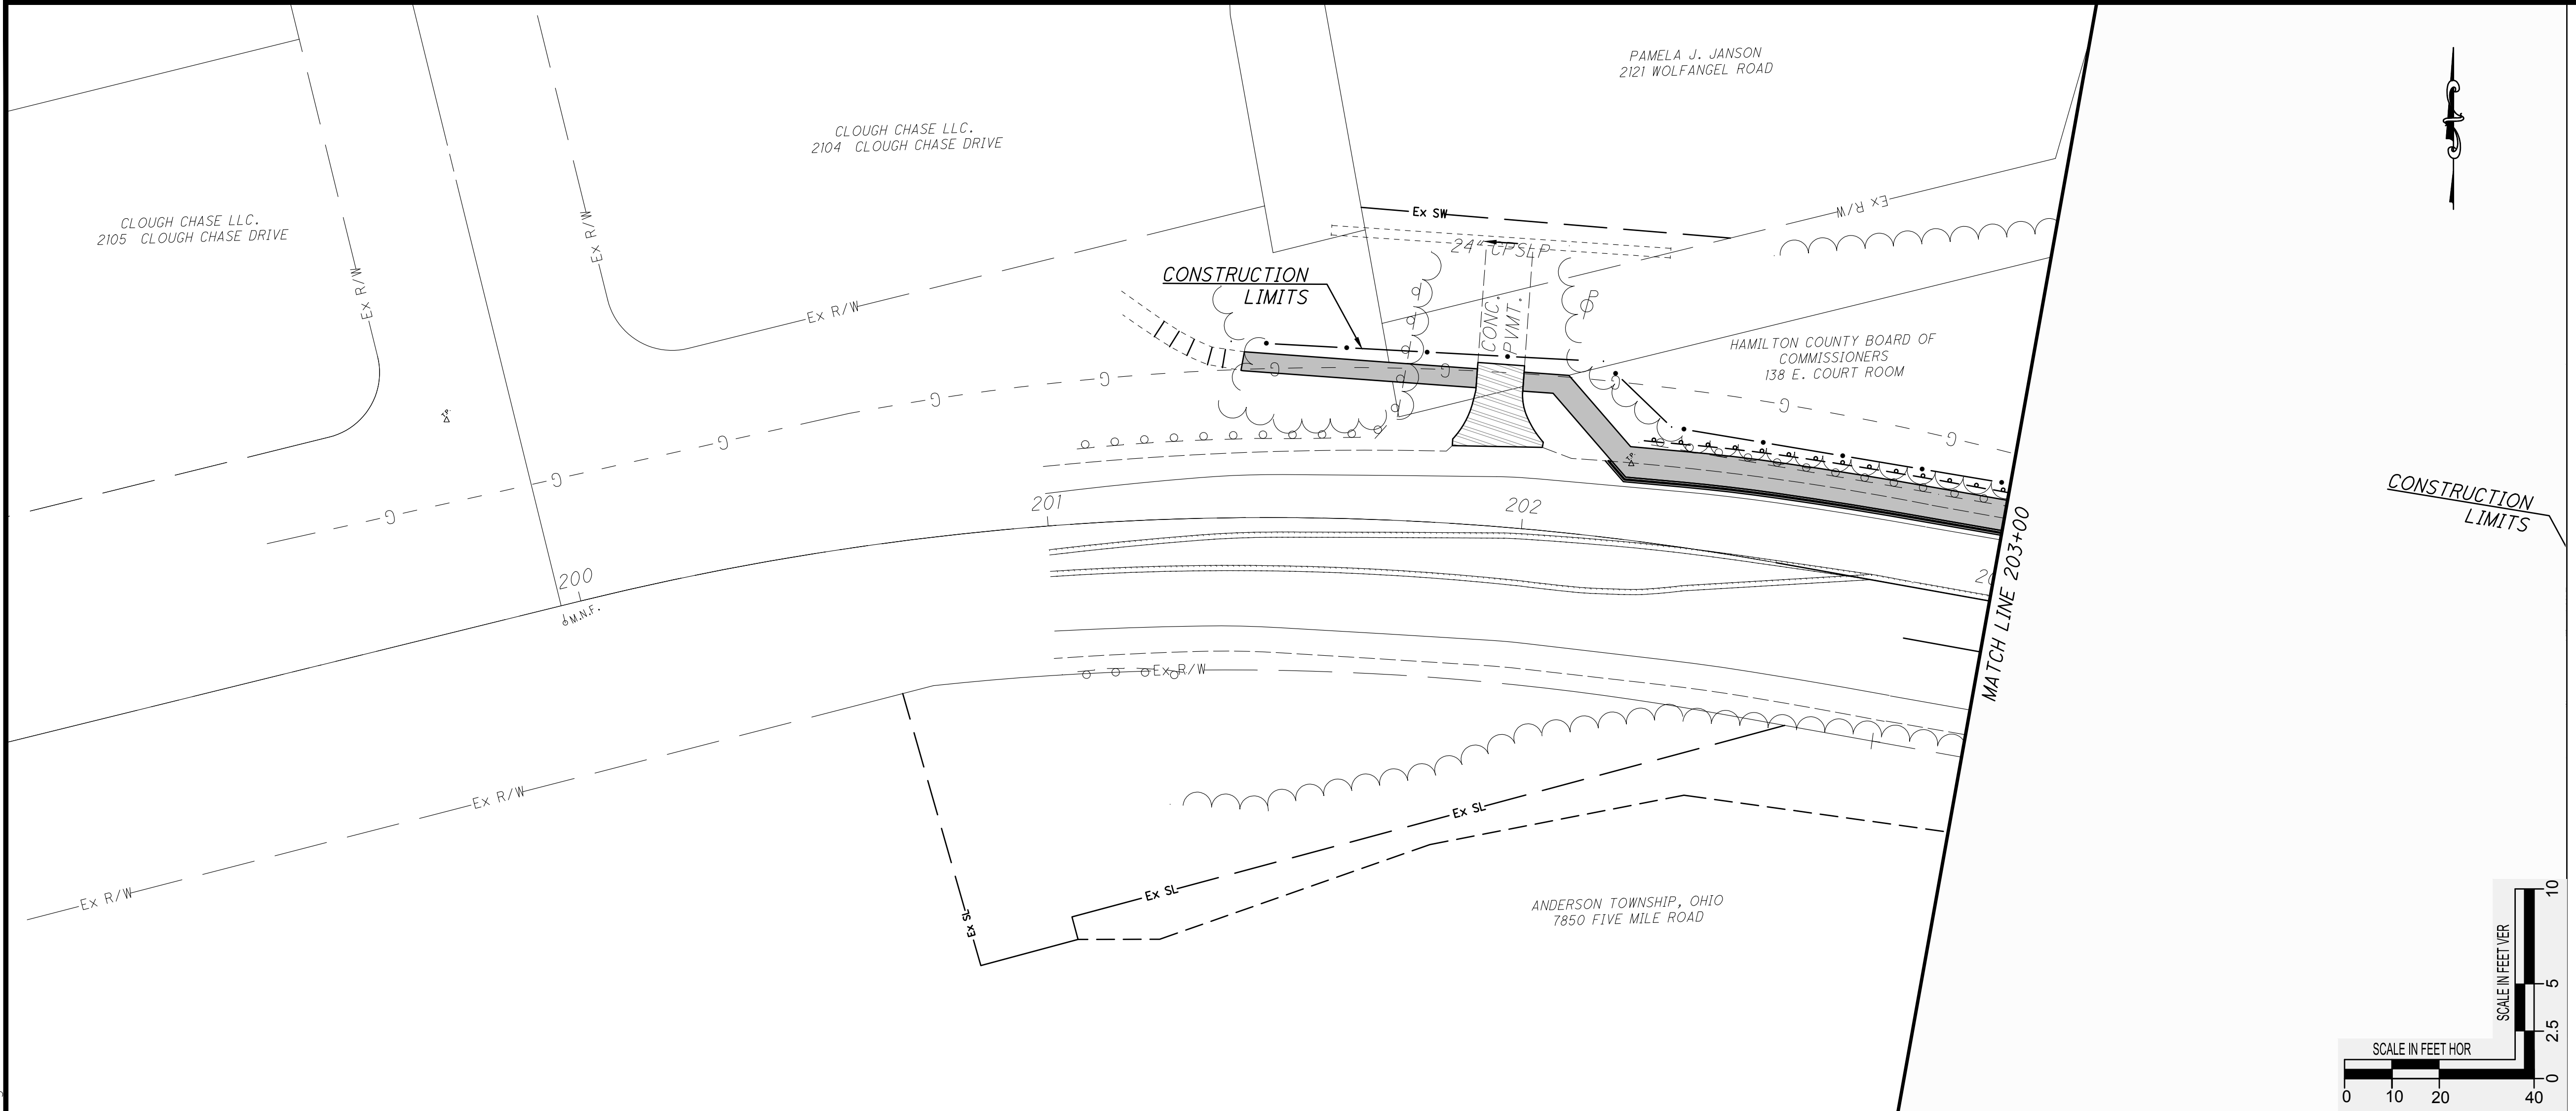 PAMELA J. JANSON
2121 WOLFANGEL ROAD
CLOUGH CHASE LLC.
2104 CLOUGH CHASE DRIVE
CLOUGH CHASE LLC.
2105 CLOUGH CHASE DRIVE
Ex R/W
Ex R/W
Ex R/W
Ex SW
Ex R/W
24" CPSLP
CONSTRUCTION
LIMITS
CONC.
PVMT.
P
HAMILTON COUNTY BOARD OF
COMMISSIONERS
138 E. COURT ROOM
G
G
G
G
G
G
G
G
G
G
T.P.
T.P.
201
202
200
M.N.F.
MATCH LINE 203+00
CONSTRUCTION
LIMITS
Ex R/W
Ex R/W
Ex R/W
Ex SL
Ex SL
Ex SL
ANDERSON TOWNSHIP, OHIO
7850 FIVE MILE ROAD
SCALE IN FEET VER
0
2.5
5
10
SCALE IN FEET HOR
0
10
20
40